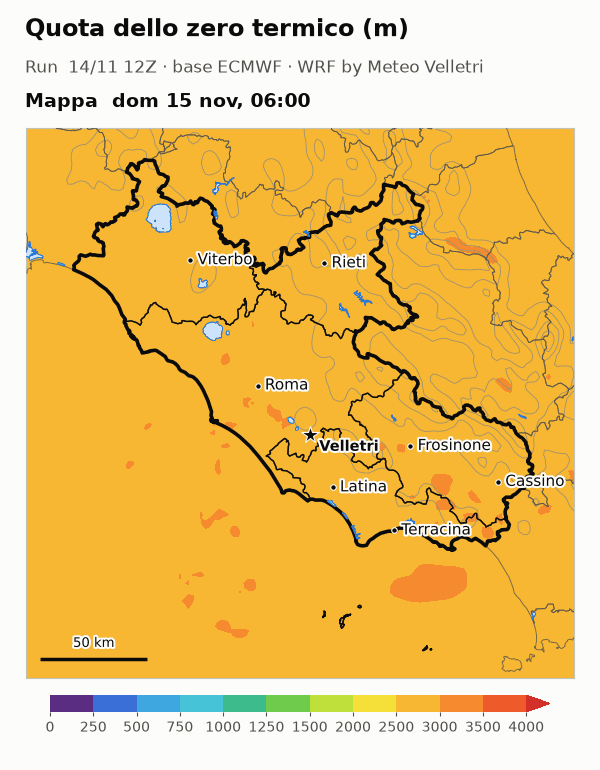 Quota dello zero termico (m)
Run  14/11 12Z · base ECMWF · WRF by Meteo Velletri
Mappa  dom 15 nov, 06:00
Viterbo
Rieti
Roma
Velletri
Frosinone
Latina
Cassino
Terracina
50 km
0 250 500 750 1000 1250 1500 2000 2500 3000 3500 4000